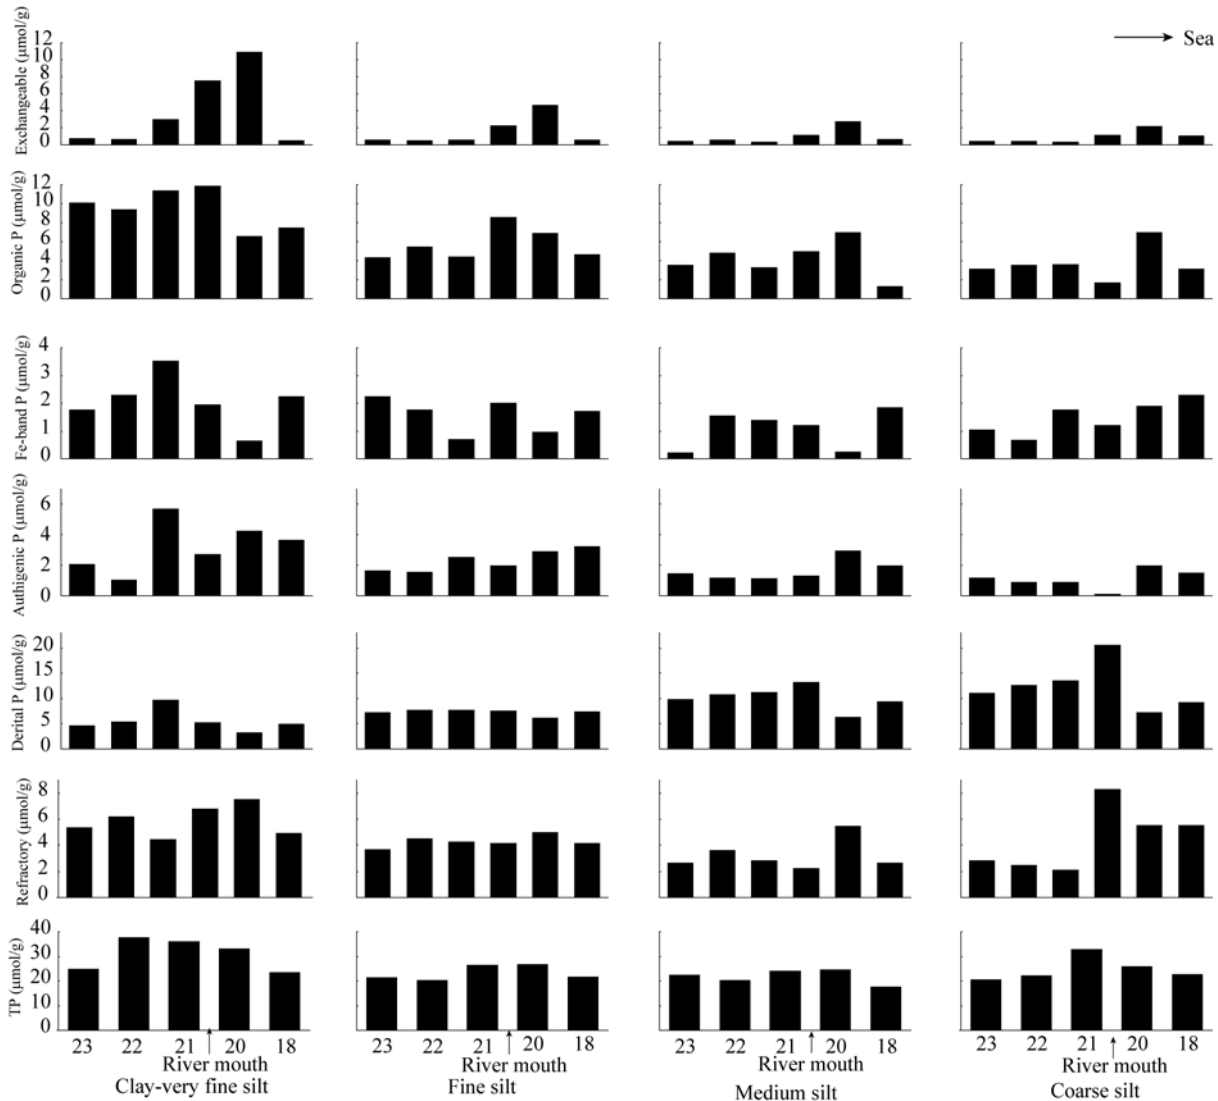 Sea
Exchangeable (μmol/g)
12
10
8
6
4
2
0
Organic P (μmol/g)
12
10
8
6
4
2
0
Fe-band P (μmol/g)
4
3
2
1
0
Authigenic P (μmol/g)
6
4
2
0
Derital P (μmol/g)
20
15
10
5
0
Refractory (μmol/g)
8
6
4
2
0
TP (μmol/g)
40
30
20
10
0
23 22 21 20 18
River mouth
Clay-very fine silt
23 22 21 20 18
River mouth
Fine silt
23 22 21 20 18
River mouth
Medium silt
23 22 21 20 18
River mouth
Coarse silt